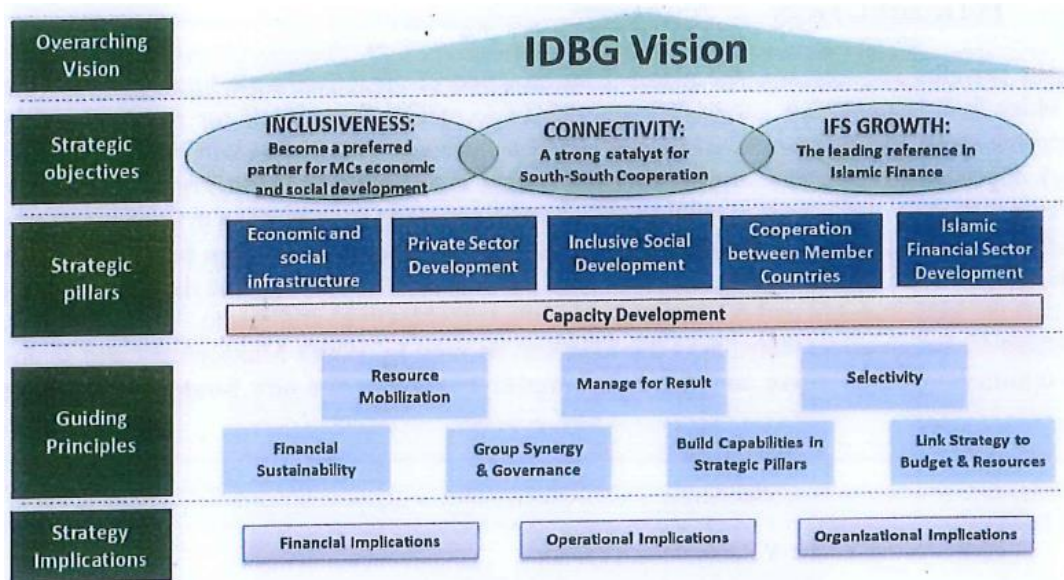 Overarching
Vision
IDBG Vision
Strategic
objectives
INCLUSIVENESS:
Become a preferred
partner for MCs economic
and social development
CONNECTIVITY:
A strong catalyst for
South-South Cooperation
IFS GROWTH:
The leading reference in
Islamic Finance
Strategic
pillars
Economic and
social
infrastructure
Private Sector
Development
Inclusive Social
Development
Cooperation
between Member
Countries
Islamic
Financial Sector
Development
Capacity Development
Guiding
Principles
Resource
Mobilization
Manage for Result
Selectivity
Financial
Sustainability
Group Synergy
& Governance
Build Capabilities in
Strategic Pillars
Link Strategy to
Budget & Resources
Strategy
Implications
Financial Implications
Operational Implications
Organizational Implications